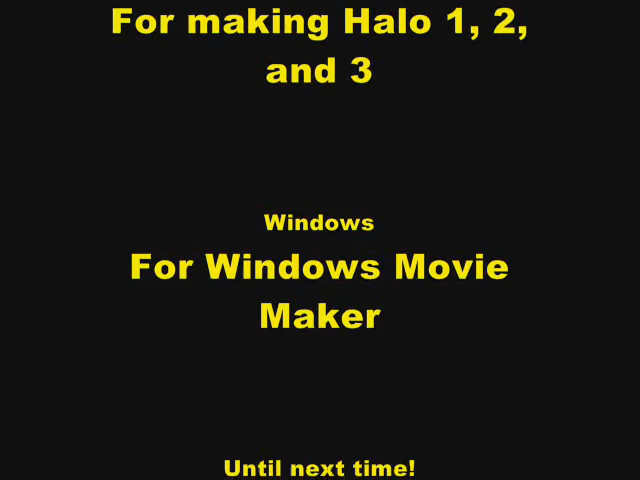 For making Halo 1, 2,
and 3
Windows
For Windows Movie
Maker
Until next time!